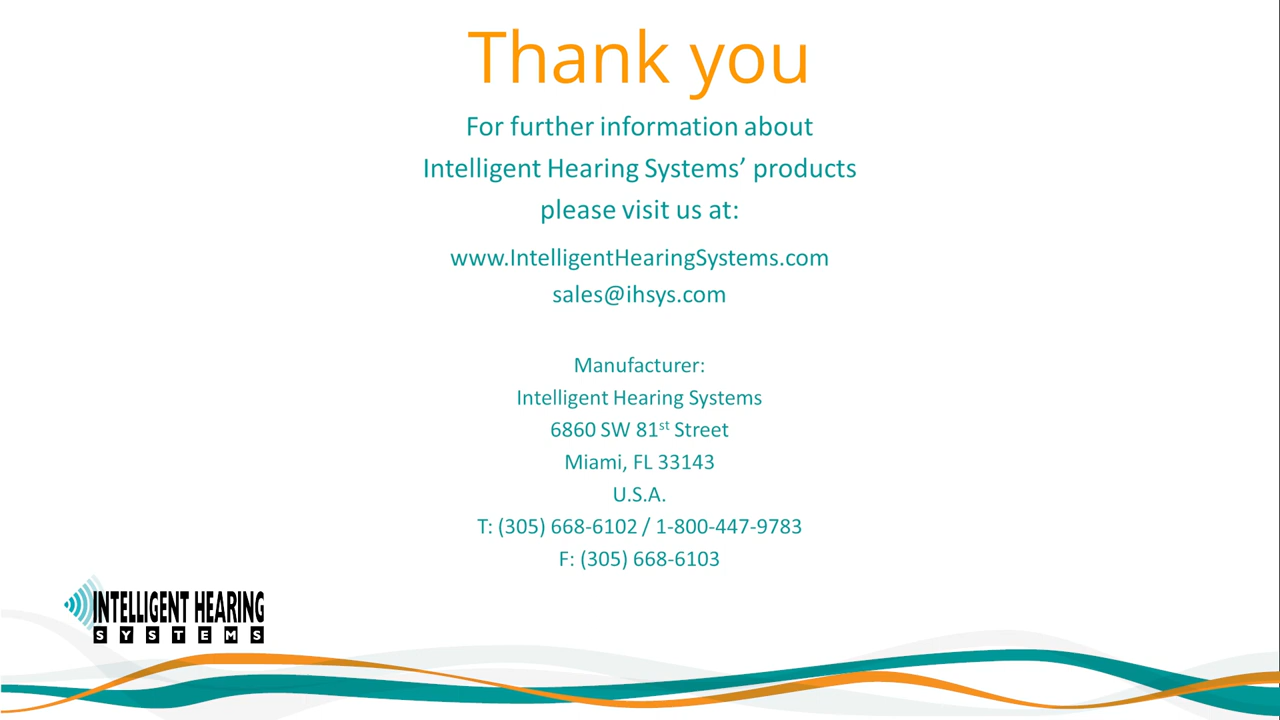 Thank you
For further information about
Intelligent Hearing Systems’ products
please visit us at:
www.IntelligentHearingSystems.com
sales@ihsys.com
Manufacturer:
Intelligent Hearing Systems
6860 SW 81st Street
Miami, FL 33143
U.S.A.
T: (305) 668-6102 / 1-800-447-9783
F: (305) 668-6103
INTELLIGENT HEARING
SYSTEMS